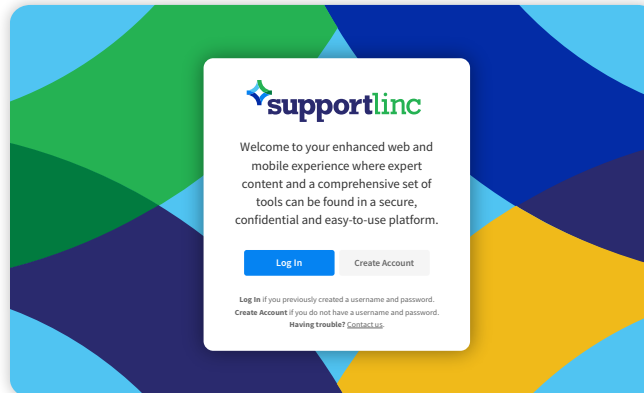 supportlinc
Welcome to your enhanced web and
mobile experience where expert
content and a comprehensive set of
tools can be found in a secure,
confidential and easy-to-use platform.
Log In
Create Account
Log In if you previously created a username and password.
Create Account if you do not have a username and password.
Having trouble? Contact us.